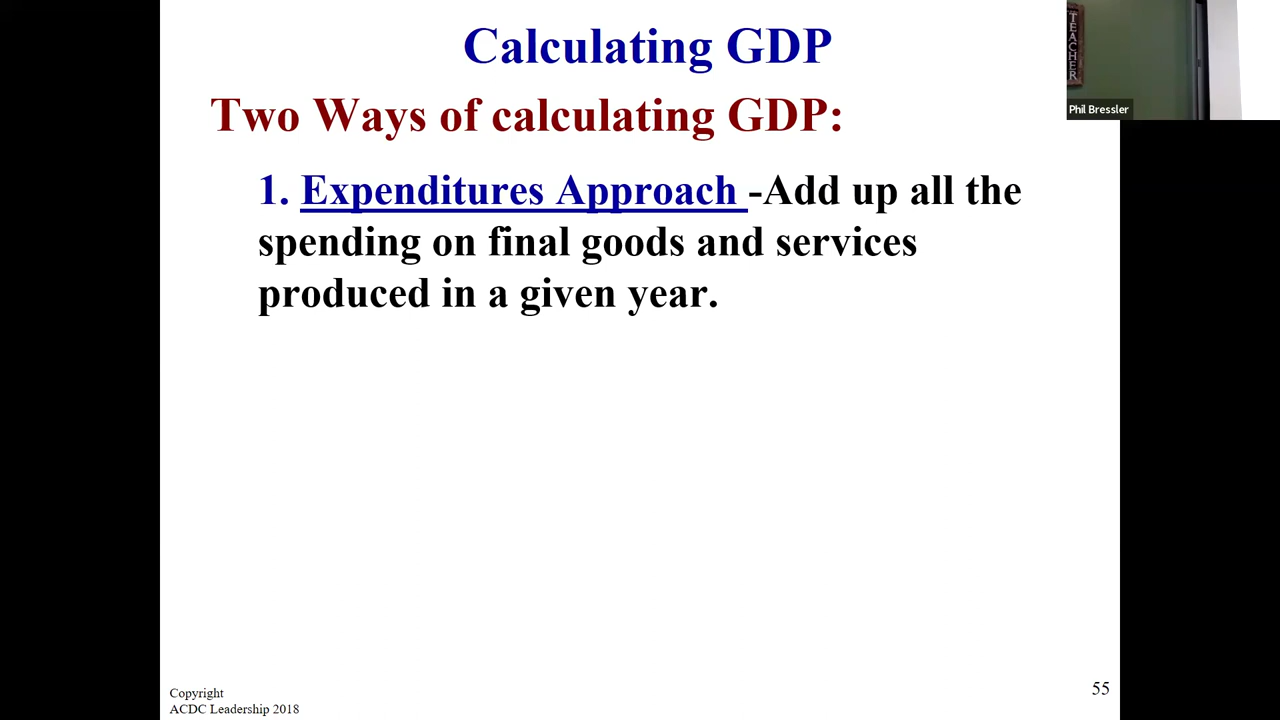 Calculating GDP
Two Ways of calculating GDP:
1. Expenditures Approach -Add up all the
spending on final goods and services
produced in a given year.
TEACHER
Phil Bressler
55
Copyright
ACDC Leadership 2018